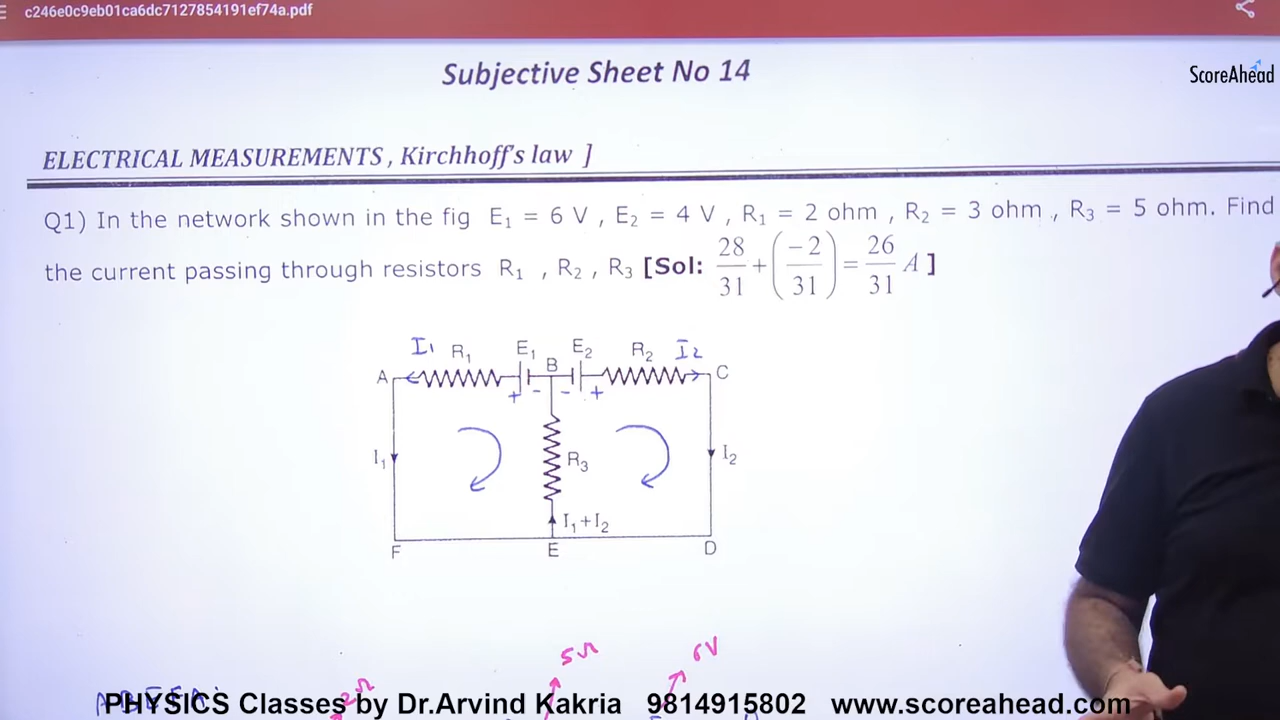 c246e0c9eb01ca6dc7127854191ef74a.pdf
Subjective Sheet No 14
ScoreAhead
ELECTRICAL MEASUREMENTS , Kirchhoff's law ]
Q1) In the network shown in the fig E₁ = 6 V , E₂ = 4 V , R₁ = 2 ohm , R₂ = 3 ohm , R₃ = 5 ohm. Find
the current passing through resistors R₁ , R₂ , R₃ [Sol: 28/31 + (−2/31) = 26/31 A ]
I₁ R₁ E₁ B E₂ R₂ I₂
A C
+ - - +
I₁ R₃ I₂
I₁+I₂
F E D
5Ω 6V
2Ω
PHYSICS Classes by Dr.Arvind Kakria 9814915802 www.scoreahead.com